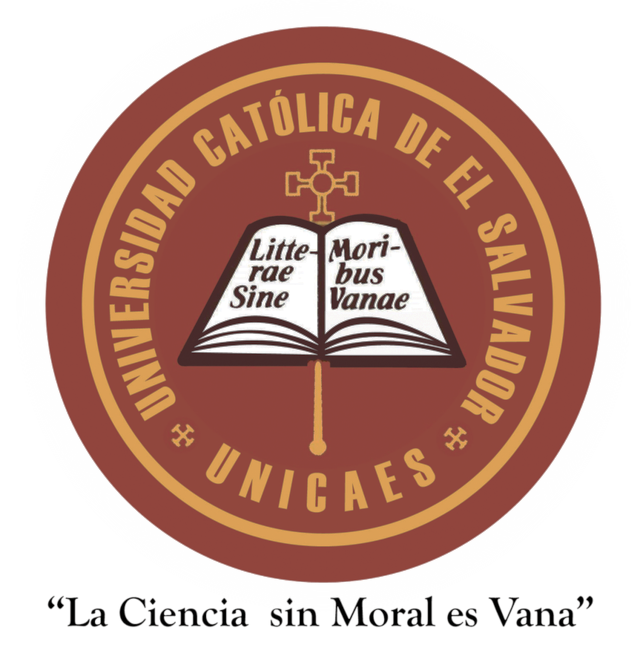 UNIVERSIDAD CATÓLICA DE EL SALVADOR
Litte-
rae
Sine
Mori-
bus
Vanae
UNICAES
“La Ciencia sin Moral es Vana”